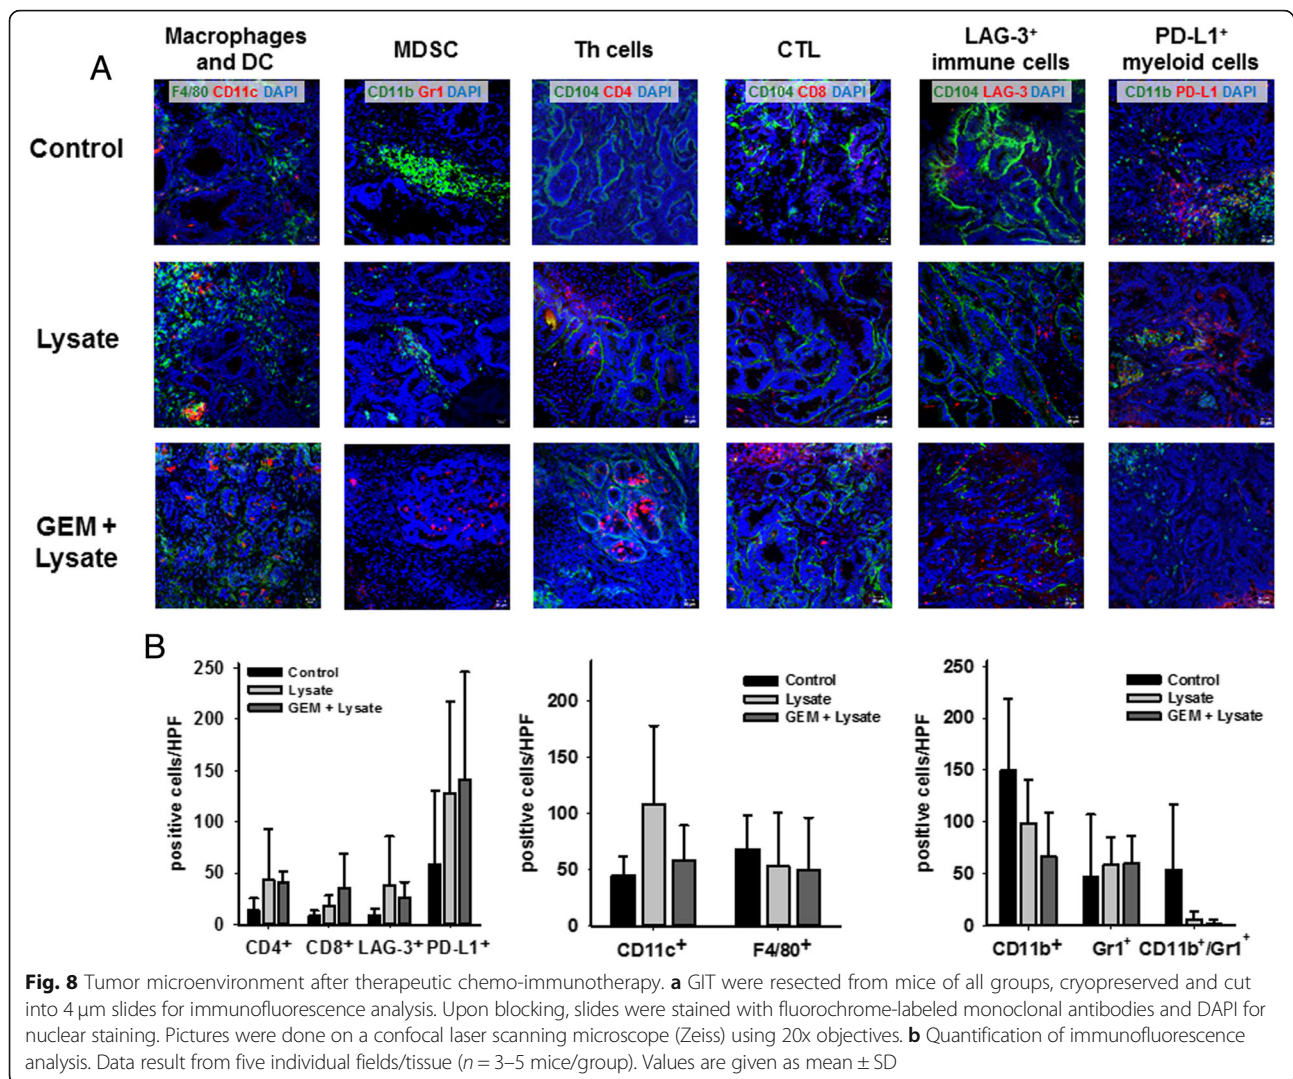 A
Macrophages and DC
MDSC
Th cells
CTL
LAG-3⁺ immune cells
PD-L1⁺ myeloid cells
F4/80 CD11c DAPI
CD11b Gr1 DAPI
CD104 CD4 DAPI
CD104 CD8 DAPI
CD104 LAG-3 DAPI
CD11b PD-L1 DAPI
Control
Lysate
GEM + Lysate
B
positive cells/HPF
250
200
150
100
50
0
Control
Lysate
GEM + Lysate
CD4⁺ CD8⁺ LAG-3⁺ PD-L1⁺
positive cells/HPF
200
150
100
50
0
Control
Lysate
GEM + Lysate
CD11c⁺ F4/80⁺
positive cells/HPF
250
200
150
100
50
0
Control
Lysate
GEM + Lysate
CD11b⁺ Gr1⁺ CD11b⁺/Gr1⁺
Fig. 8 Tumor microenvironment after therapeutic chemo-immunotherapy. a GIT were resected from mice of all groups, cryopreserved and cut
into 4 µm slides for immunofluorescence analysis. Upon blocking, slides were stained with fluorochrome-labeled monoclonal antibodies and DAPI for
nuclear staining. Pictures were done on a confocal laser scanning microscope (Zeiss) using 20x objectives. b Quantification of immunofluorescence
analysis. Data result from five individual fields/tissue (n = 3–5 mice/group). Values are given as mean ± SD